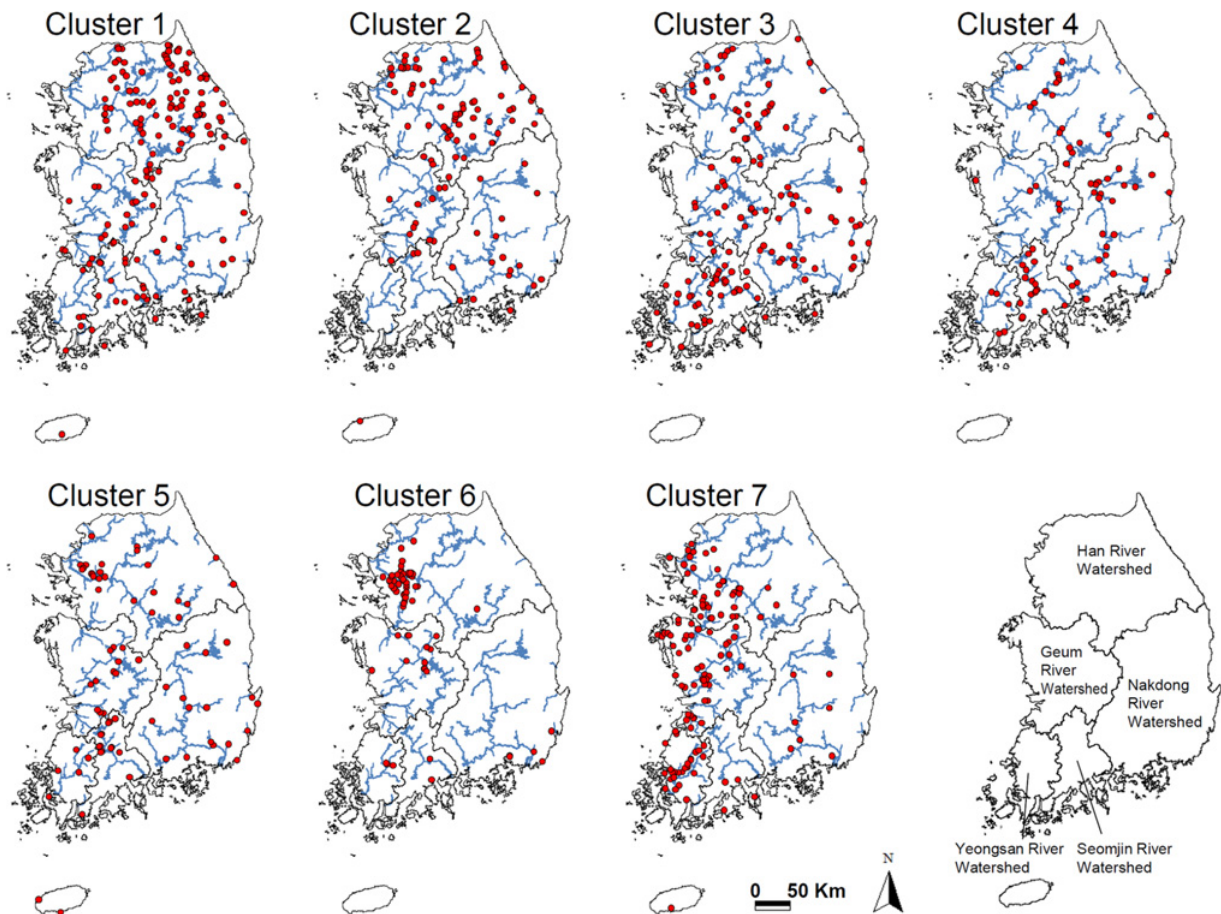 Cluster 1
Cluster 2
Cluster 3
Cluster 4
Cluster 5
Cluster 6
Cluster 7
Han River
Watershed
Geum
River
Watershed
Nakdong
River
Watershed
Yeongsan River
Watershed
Seomjin River
Watershed
0 50 Km
N